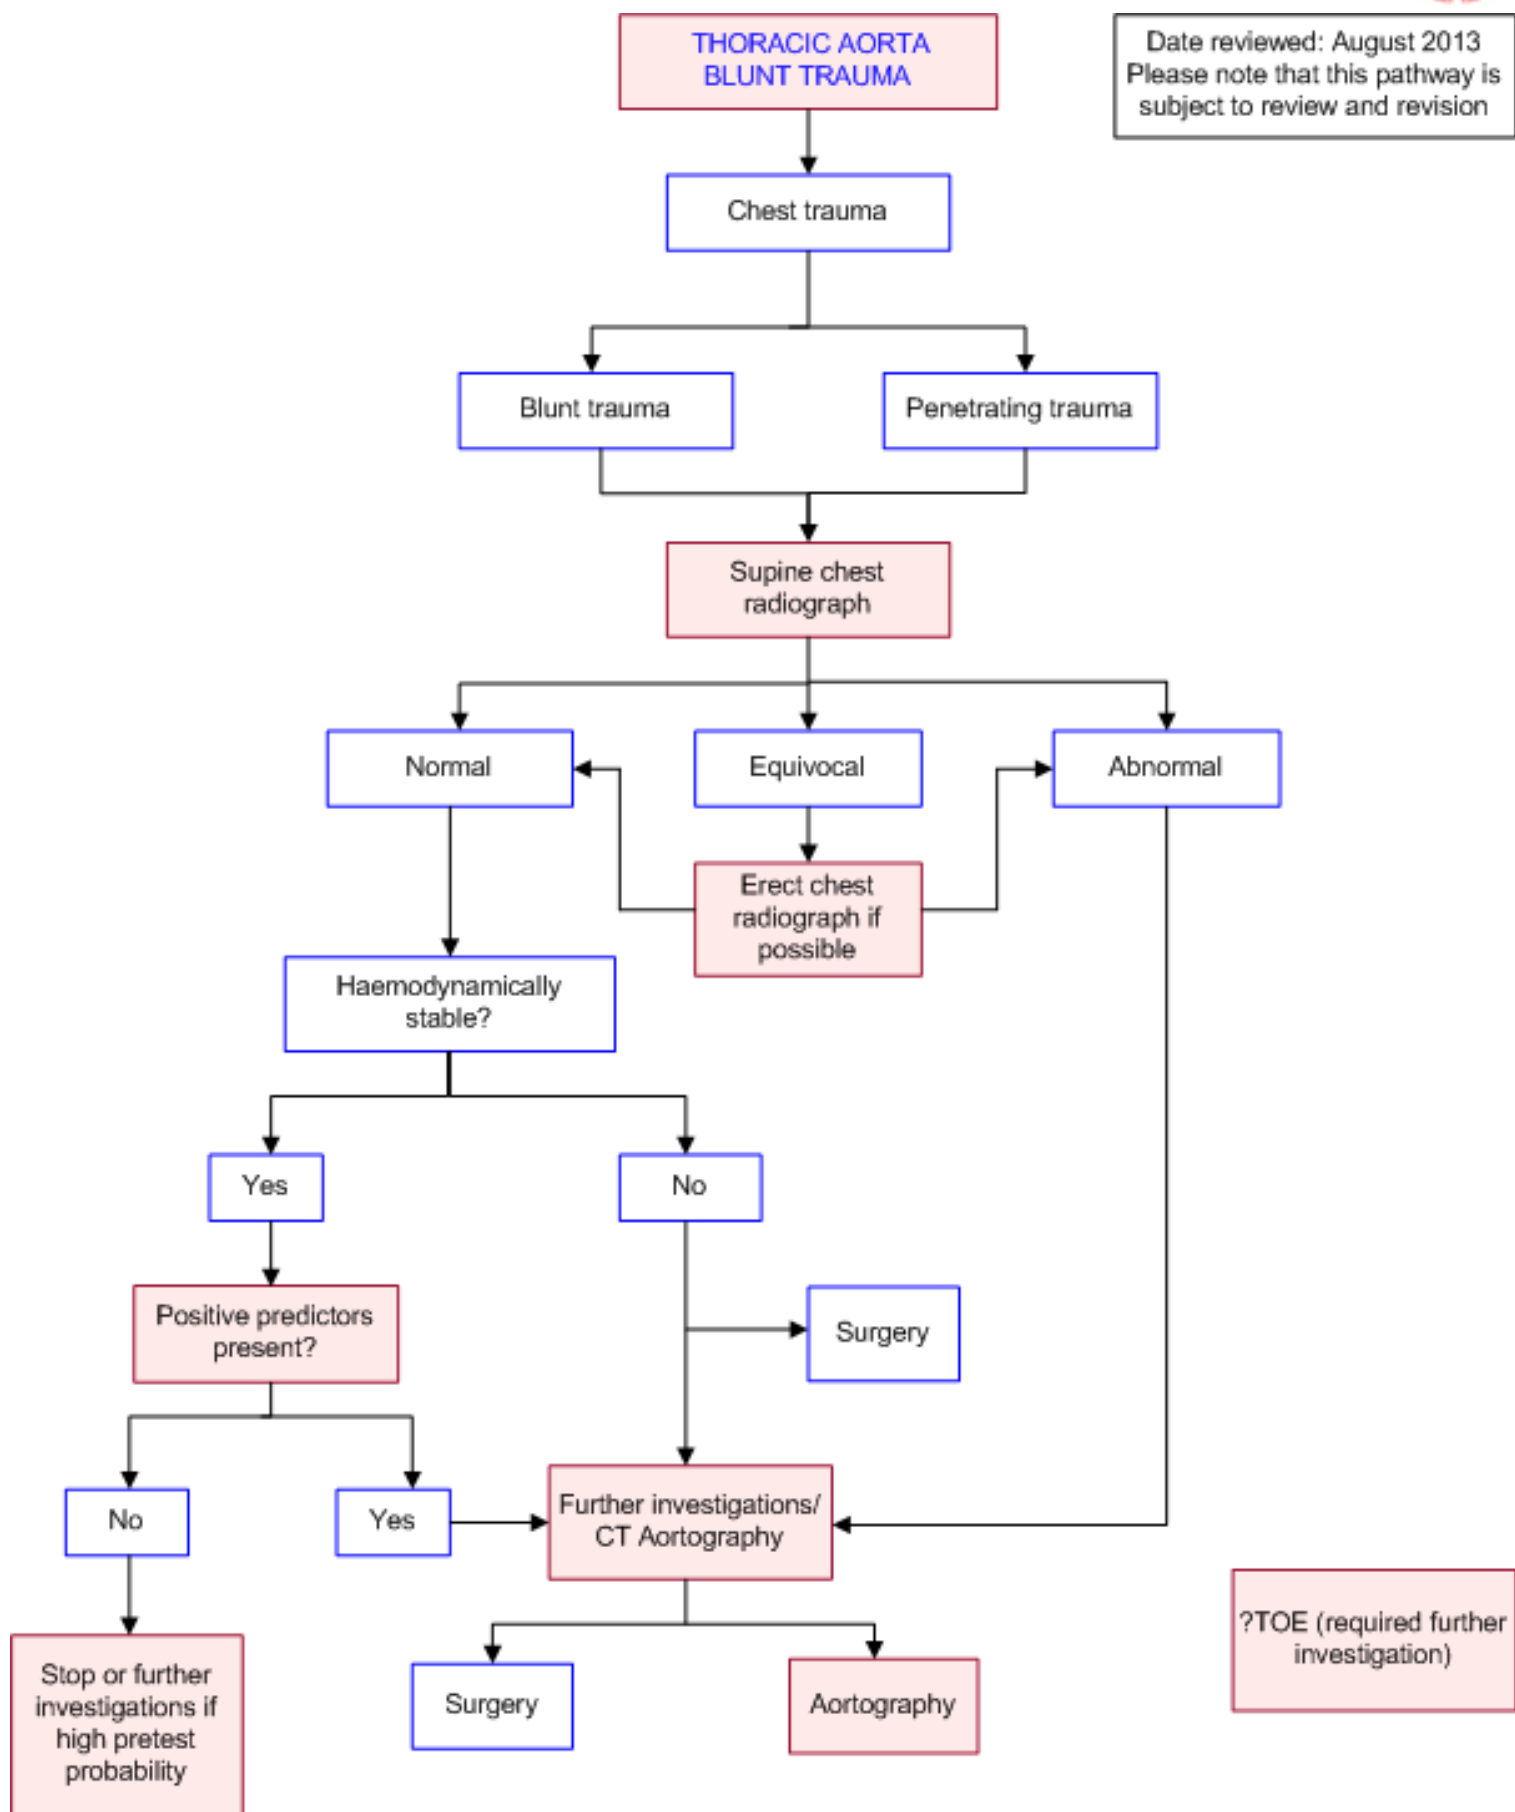 THORACIC AORTA
BLUNT TRAUMA
Date reviewed: August 2013
Please note that this pathway is
subject to review and revision
Chest trauma
Blunt trauma
Penetrating trauma
Supine chest
radiograph
Normal
Equivocal
Abnormal
Erect chest
radiograph if
possible
Haemodynamically
stable?
Yes
No
Positive predictors
present?
Surgery
No
Yes
Further investigations/
CT Aortography
?TOE (required further
investigation)
Stop or further
investigations if
high pretest
probability
Surgery
Aortography